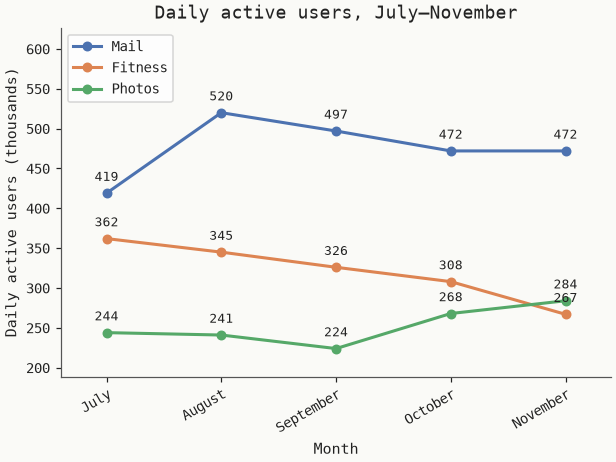 Daily active users, July–November
Mail
Fitness
Photos
Daily active users (thousands)
600
550
500
450
400
350
300
250
200
419
520
497
472
472
362
345
326
308
267
244
241
224
268
284
July
August
September
October
November
Month